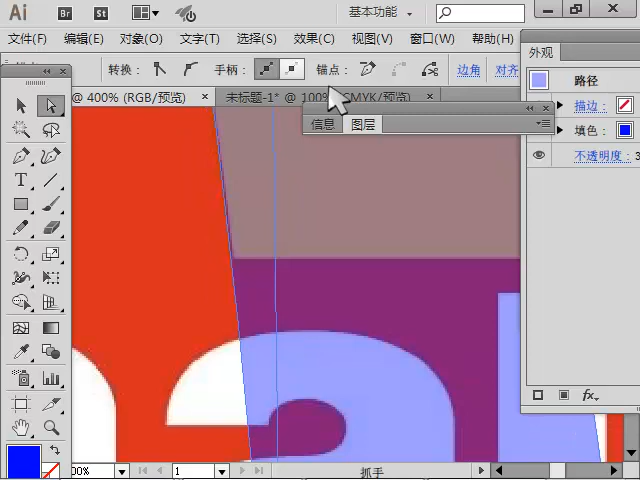 Ai Br St 基本功能
文件(F) 编辑(E) 对象(O) 文字(T) 选择(S) 效果(C) 视图(V) 窗口(W) 帮助(H)
转换： 手柄： 锚点： 边角 对齐
@ 400% (RGB/预览) × 未标题-1* @ 100% CMYK/预览) ×
信息 图层
外观
路径
描边：
填色：
不透明度：3
fx
T
a
00% 1 抓手